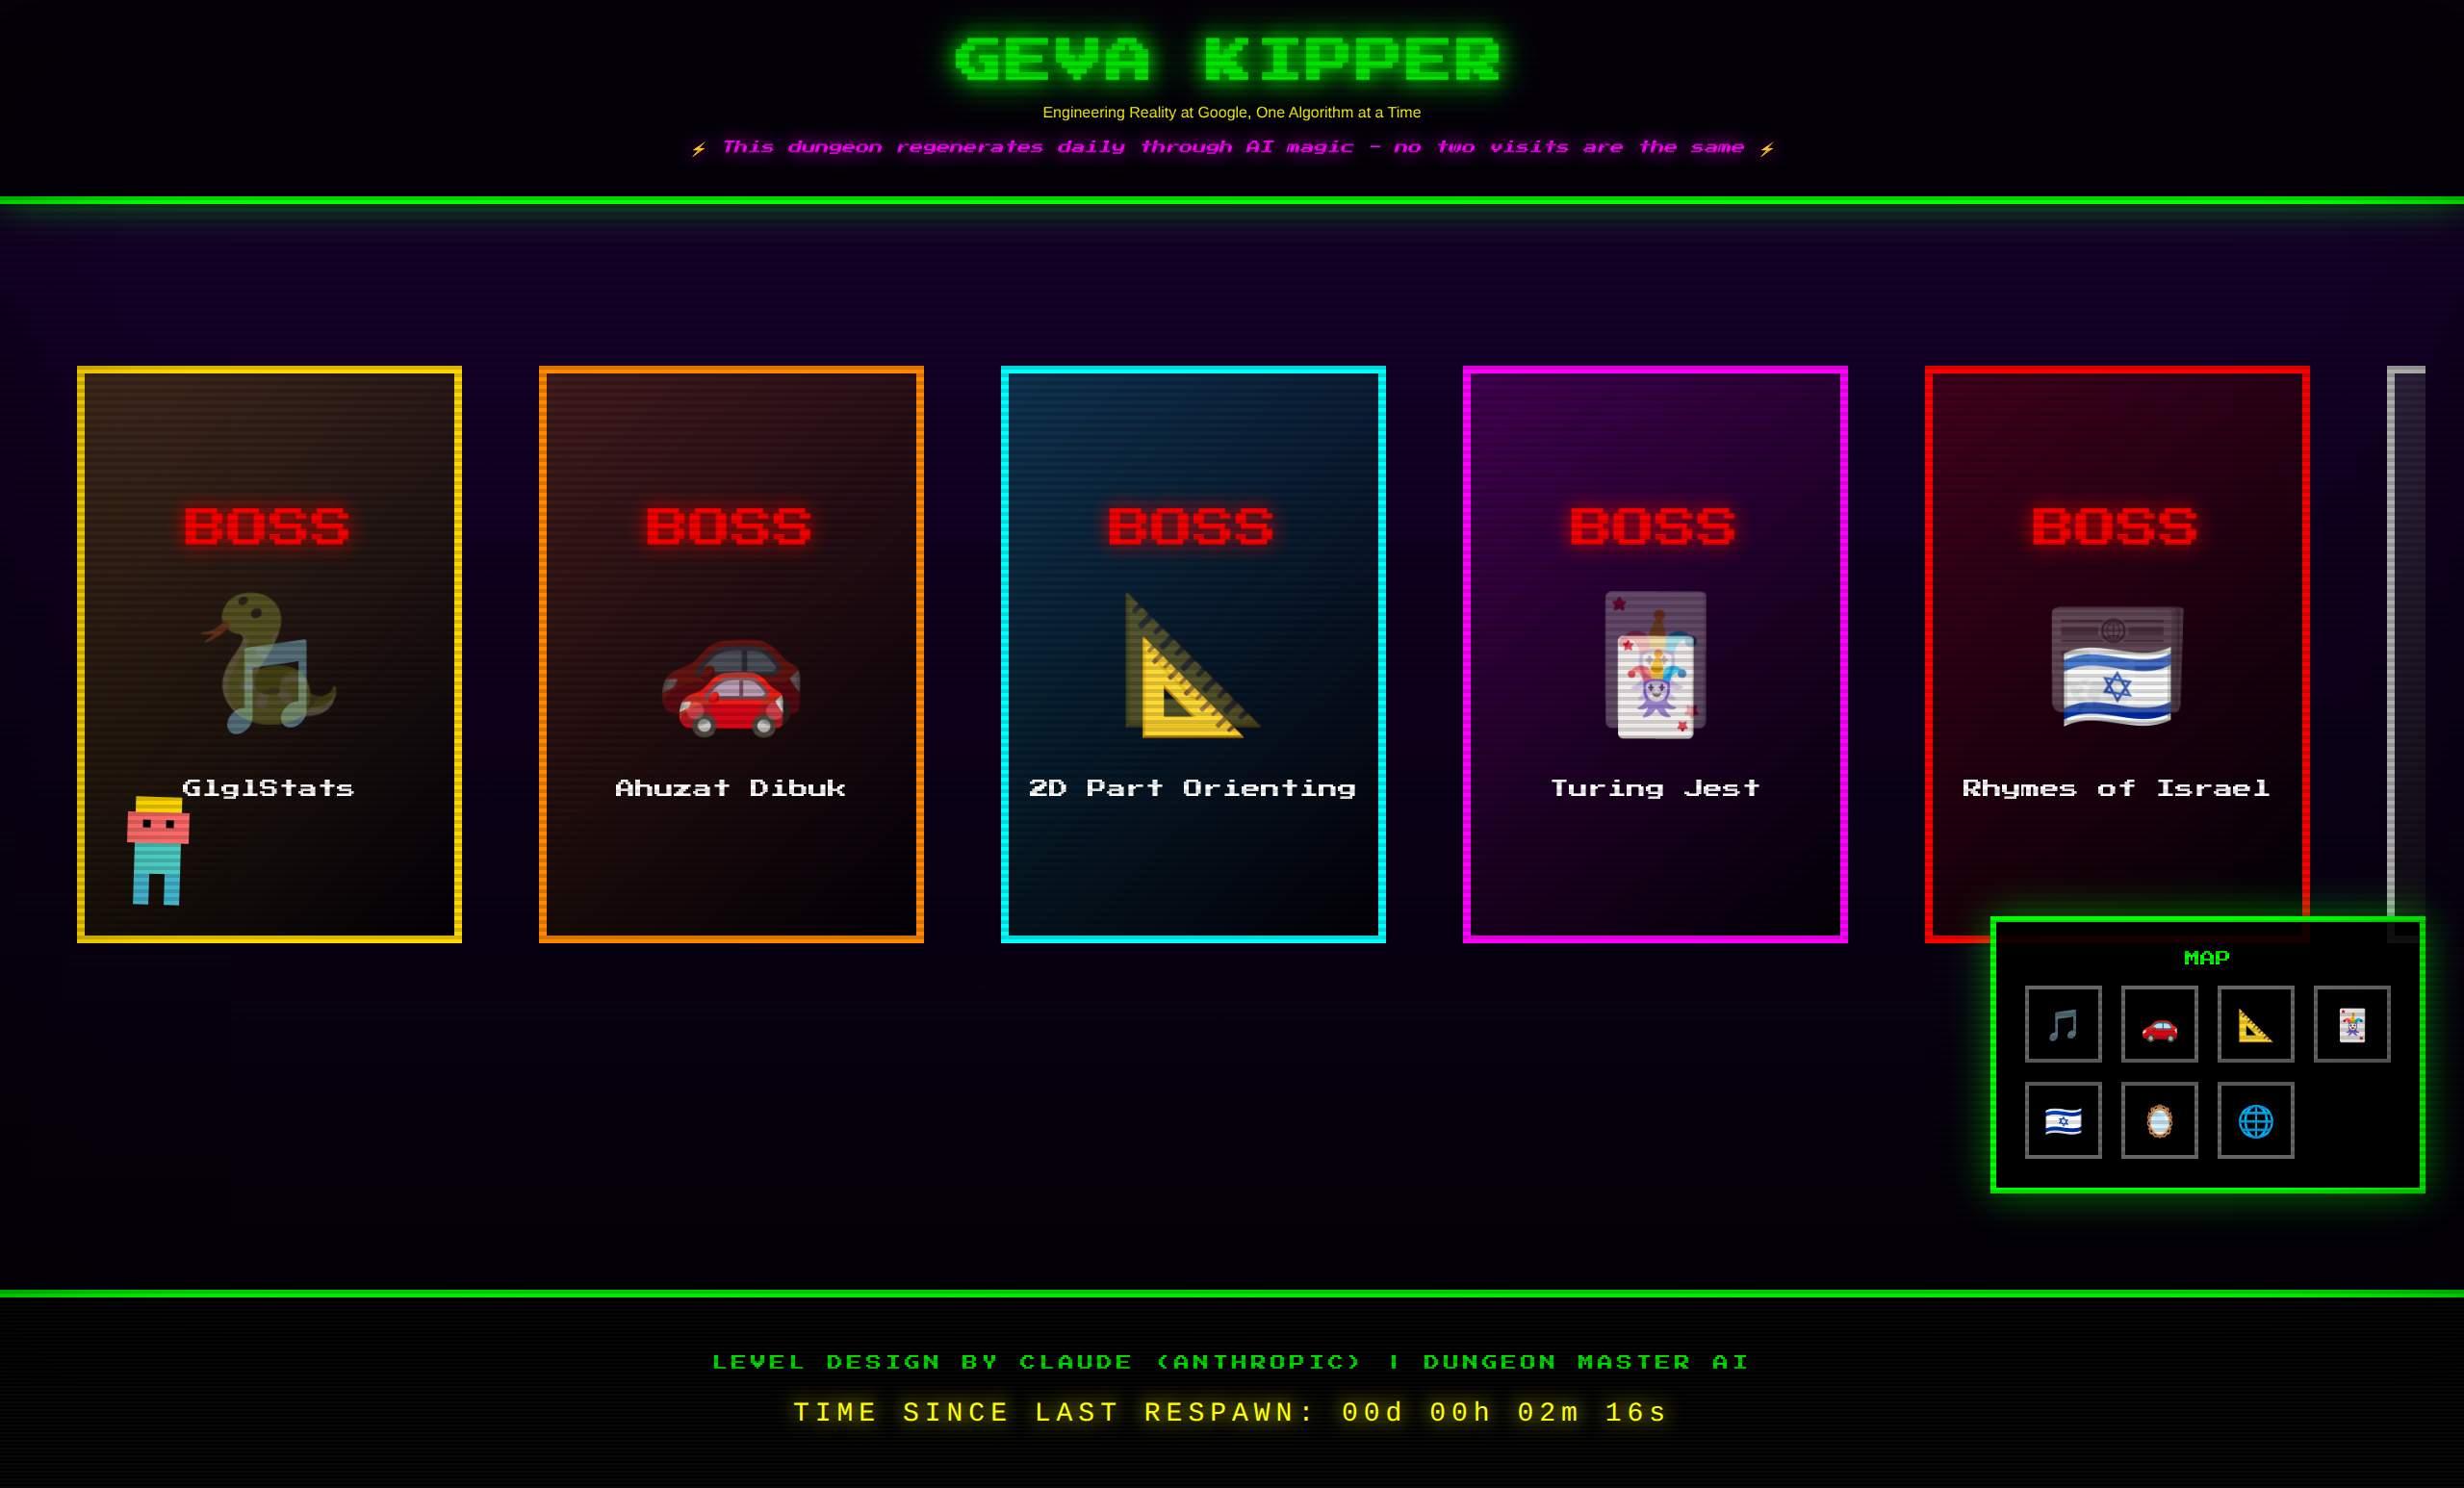 GEVA KIPPER
Engineering Reality at Google, One Algorithm at a Time
⚡ This dungeon regenerates daily through AI magic - no two visits are the same ⚡
BOSS
GlglStats
BOSS
Ahuzat Dibuk
BOSS
2D Part Orienting
BOSS
Turing Jest
BOSS
Rhymes of Israel
MAP
LEVEL DESIGN BY CLAUDE (ANTHROPIC) | DUNGEON MASTER AI
TIME SINCE LAST RESPAWN: 00d 00h 02m 16s